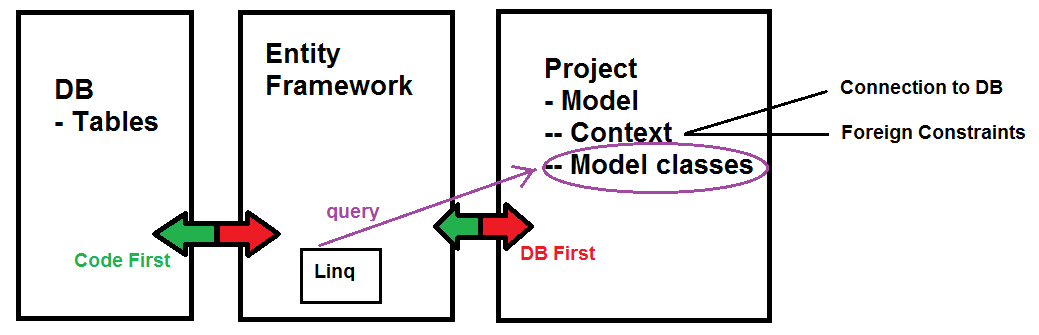 DB
- Tables
Entity
Framework
Project
- Model
-- Context
-- Model classes
Connection to DB
Foreign Constraints
query
Linq
Code First
DB First